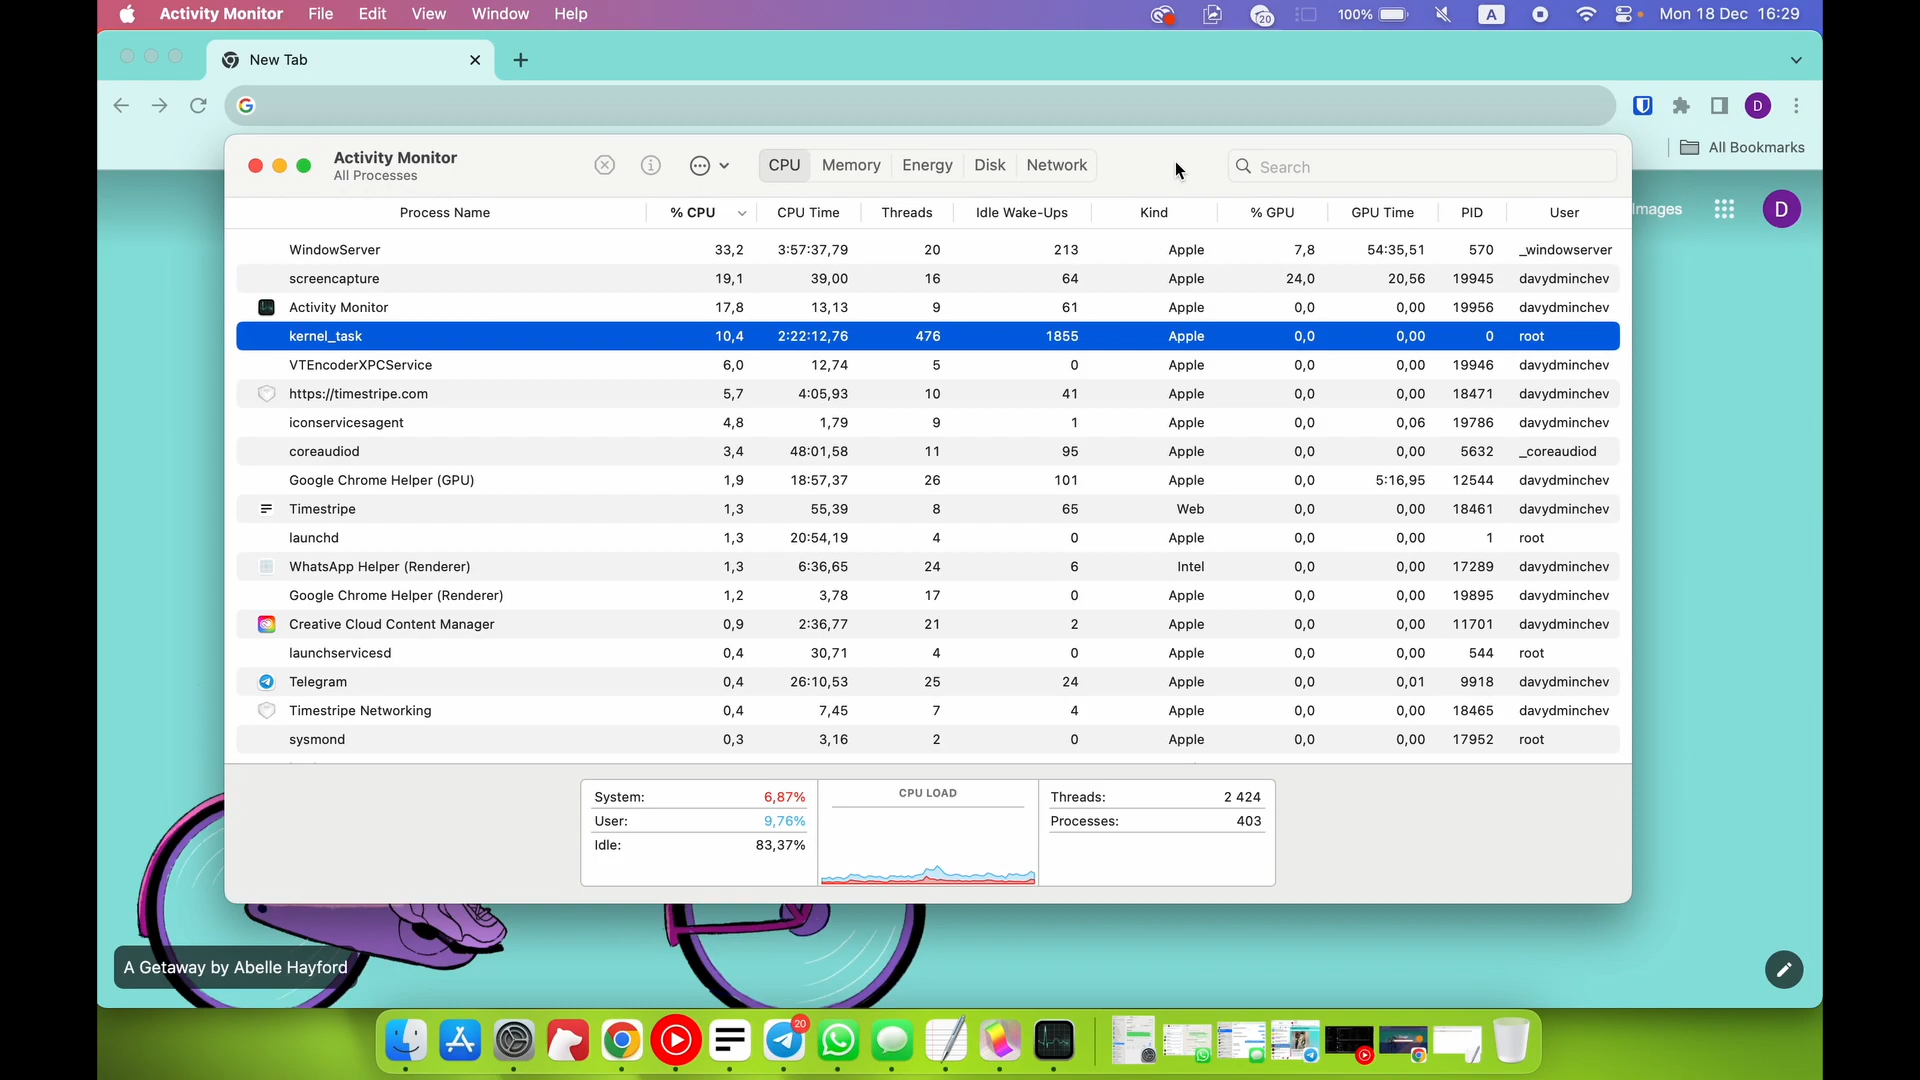 Activity Monitor File Edit View Window Help 20 100% A Mon 18 Dec 16:29
New Tab
D
All Bookmarks
Activity Monitor
All Processes
CPU Memory Energy Disk Network
Search
Images D
Process Name % CPU CPU Time Threads Idle Wake-Ups Kind % GPU GPU Time PID User
WindowServer 33,2 3:57:37,79 20 213 Apple 7,8 54:35,51 570 _windowserver
screencapture 19,1 39,00 16 64 Apple 24,0 20,56 19945 davydminchev
Activity Monitor 17,8 13,13 9 61 Apple 0,0 0,00 19956 davydminchev
kernel_task 10,4 2:22:12,76 476 1855 Apple 0,0 0,00 0 root
VTEncoderXPCService 6,0 12,74 5 0 Apple 0,0 0,00 19946 davydminchev
https://timestripe.com 5,7 4:05,93 10 41 Apple 0,0 0,00 18471 davydminchev
iconservicesagent 4,8 1,79 9 1 Apple 0,0 0,06 19786 davydminchev
coreaudiod 3,4 48:01,58 11 95 Apple 0,0 0,00 5632 _coreaudiod
Google Chrome Helper (GPU) 1,9 18:57,37 26 101 Apple 0,0 5:16,95 12544 davydminchev
Timestripe 1,3 55,39 8 65 Web 0,0 0,00 18461 davydminchev
launchd 1,3 20:54,19 4 0 Apple 0,0 0,00 1 root
WhatsApp Helper (Renderer) 1,3 6:36,65 24 6 Intel 0,0 0,00 17289 davydminchev
Google Chrome Helper (Renderer) 1,2 3,78 17 0 Apple 0,0 0,00 19895 davydminchev
Creative Cloud Content Manager 0,9 2:36,77 21 2 Apple 0,0 0,00 11701 davydminchev
launchservicesd 0,4 30,71 4 0 Apple 0,0 0,00 544 root
Telegram 0,4 26:10,53 25 24 Apple 0,0 0,01 9918 davydminchev
Timestripe Networking 0,4 7,45 7 4 Apple 0,0 0,00 18465 davydminchev
sysmond 0,3 3,16 2 0 Apple 0,0 0,00 17952 root
System: 6,87% CPU LOAD Threads: 2 424
User: 9,76% Processes: 403
Idle: 83,37%
A Getaway by Abelle Hayford
20